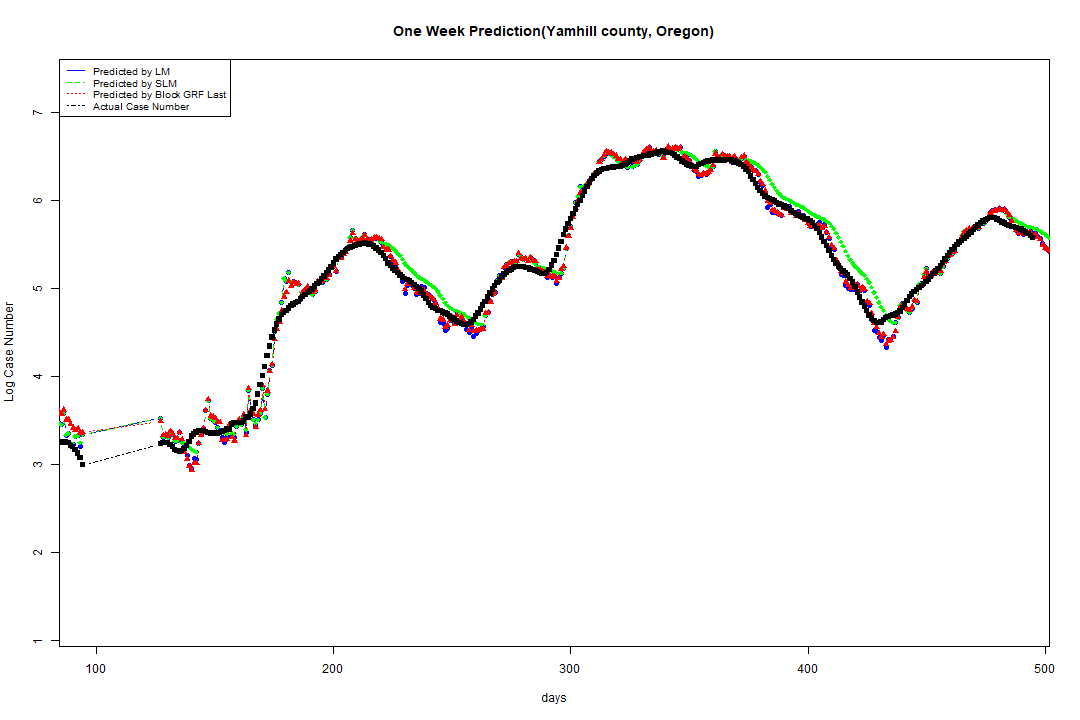 One Week Prediction(Yamhill county, Oregon)
Predicted by LM
Predicted by SLM
Predicted by Block GRF Last
Actual Case Number
7
6
5
4
3
2
1
Log Case Number
100 200 300 400 500
days